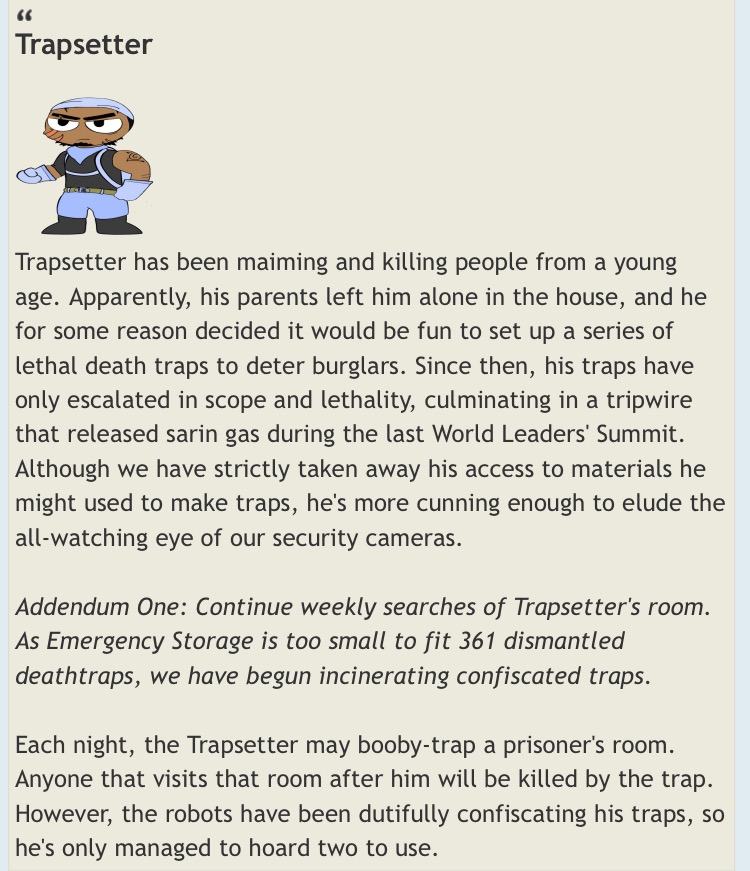 “
Trapsetter
Trapsetter has been maiming and killing people from a young
age. Apparently, his parents left him alone in the house, and he
for some reason decided it would be fun to set up a series of
lethal death traps to deter burglars. Since then, his traps have
only escalated in scope and lethality, culminating in a tripwire
that released sarin gas during the last World Leaders' Summit.
Although we have strictly taken away his access to materials he
might used to make traps, he's more cunning enough to elude the
all-watching eye of our security cameras.
Addendum One: Continue weekly searches of Trapsetter's room.
As Emergency Storage is too small to fit 361 dismantled
deathtraps, we have begun incinerating confiscated traps.
Each night, the Trapsetter may booby-trap a prisoner's room.
Anyone that visits that room after him will be killed by the trap.
However, the robots have been dutifully confiscating his traps, so
he's only managed to hoard two to use.